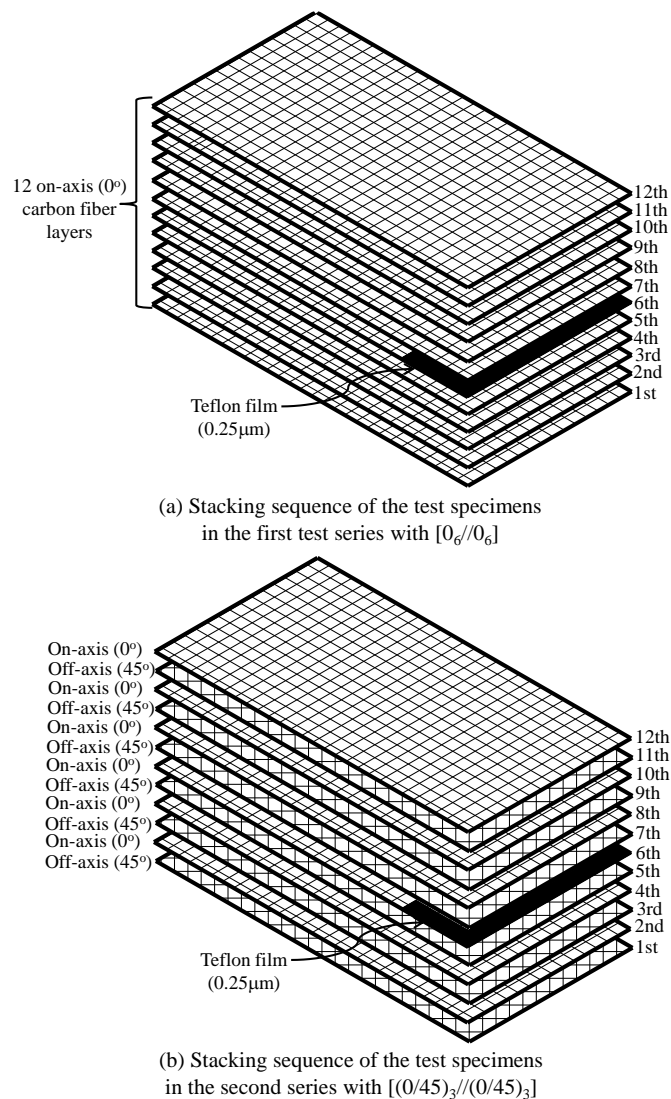 12 on-axis (0°)
carbon fiber
layers
12th
11th
10th
9th
8th
7th
6th
5th
4th
3rd
2nd
1st
Teflon film
(0.25μm)
(a) Stacking sequence of the test specimens
in the first test series with [0₆//0₆]
On-axis (0°)
Off-axis (45°)
On-axis (0°)
Off-axis (45°)
On-axis (0°)
Off-axis (45°)
On-axis (0°)
Off-axis (45°)
On-axis (0°)
Off-axis (45°)
On-axis (0°)
Off-axis (45°)
12th
11th
10th
9th
8th
7th
6th
5th
4th
3rd
2nd
1st
Teflon film
(0.25μm)
(b) Stacking sequence of the test specimens
in the second series with [(0/45)₃//(0/45)₃]